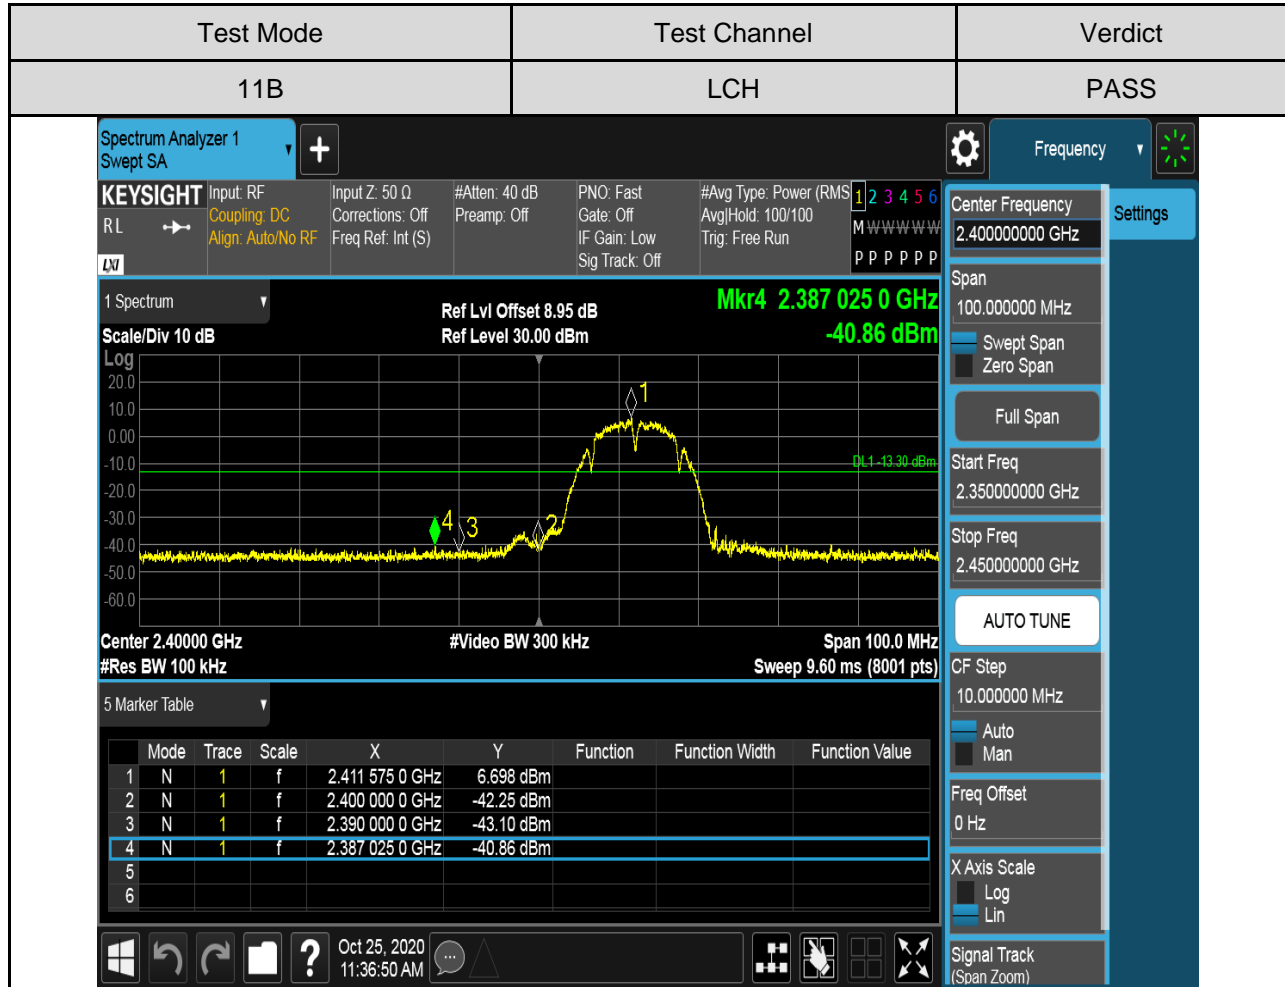 Test Mode Test Channel Verdict
11B LCH PASS
Spectrum Analyzer 1
Swept SA
+
Frequency
KEYSIGHT Input: RF Input Z: 50 Ω #Atten: 40 dB PNO: Fast #Avg Type: Power (RMS 1 2 3 4 5 6
RL Coupling: DC Corrections: Off Preamp: Off Gate: Off Avg|Hold: 100/100 M W W W W W
Align: Auto/No RF Freq Ref: Int (S) IF Gain: Low Trig: Free Run
LXI Sig Track: Off P P P P P P
1 Spectrum Ref Lvl Offset 8.95 dB Mkr4 2.387 025 0 GHz
Scale/Div 10 dB Ref Level 30.00 dBm -40.86 dBm
Log
20.0
10.0
0.00
-10.0
-20.0
-30.0
-40.0
-50.0
-60.0
1
DL1 -13.30 dBm
4 3 2
Center 2.40000 GHz #Video BW 300 kHz Span 100.0 MHz
#Res BW 100 kHz Sweep 9.60 ms (8001 pts)
5 Marker Table
Mode Trace Scale X Y Function Function Width Function Value
1 N 1 f 2.411 575 0 GHz 6.698 dBm
2 N 1 f 2.400 000 0 GHz -42.25 dBm
3 N 1 f 2.390 000 0 GHz -43.10 dBm
4 N 1 f 2.387 025 0 GHz -40.86 dBm
5
6
? Oct 25, 2020
11:36:50 AM
Center Frequency
2.400000000 GHz
Settings
Span
100.000000 MHz
Swept Span
Zero Span
Full Span
Start Freq
2.350000000 GHz
Stop Freq
2.450000000 GHz
AUTO TUNE
CF Step
10.000000 MHz
Auto
Man
Freq Offset
0 Hz
X Axis Scale
Log
Lin
Signal Track
(Span Zoom)